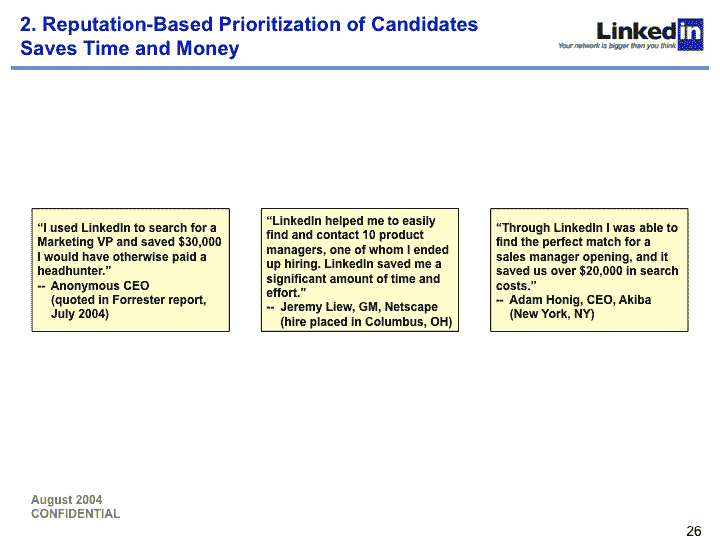 2. Reputation-Based Prioritization of Candidates
Saves Time and Money
Linkedin
Your network is bigger than you think
“I used LinkedIn to search for a
Marketing VP and saved $30,000
I would have otherwise paid a
headhunter.”
-- Anonymous CEO
(quoted in Forrester report,
July 2004)
“LinkedIn helped me to easily
find and contact 10 product
managers, one of whom I ended
up hiring. LinkedIn saved me a
significant amount of time and
effort.”
-- Jeremy Liew, GM, Netscape
(hire placed in Columbus, OH)
“Through LinkedIn I was able to
find the perfect match for a
sales manager opening, and it
saved us over $20,000 in search
costs.”
-- Adam Honig, CEO, Akiba
(New York, NY)
August 2004
CONFIDENTIAL
26